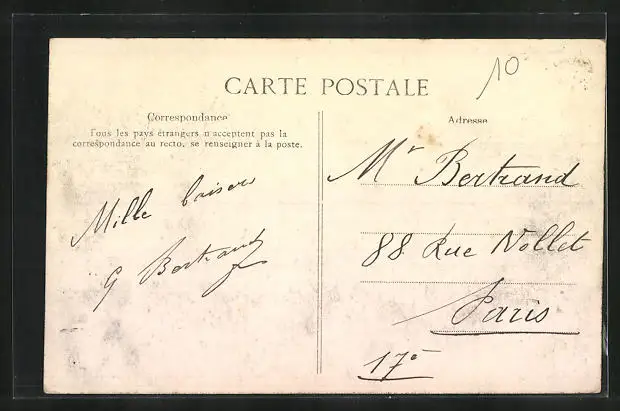 10
CARTE POSTALE
Correspondance
Tous les pays étrangers n'acceptent pas la
correspondance au recto, se renseigner à la poste.
Mille baisers
G Bertrand
Adresse
Mr Bertrand
88 Rue Nollet
Paris
17e